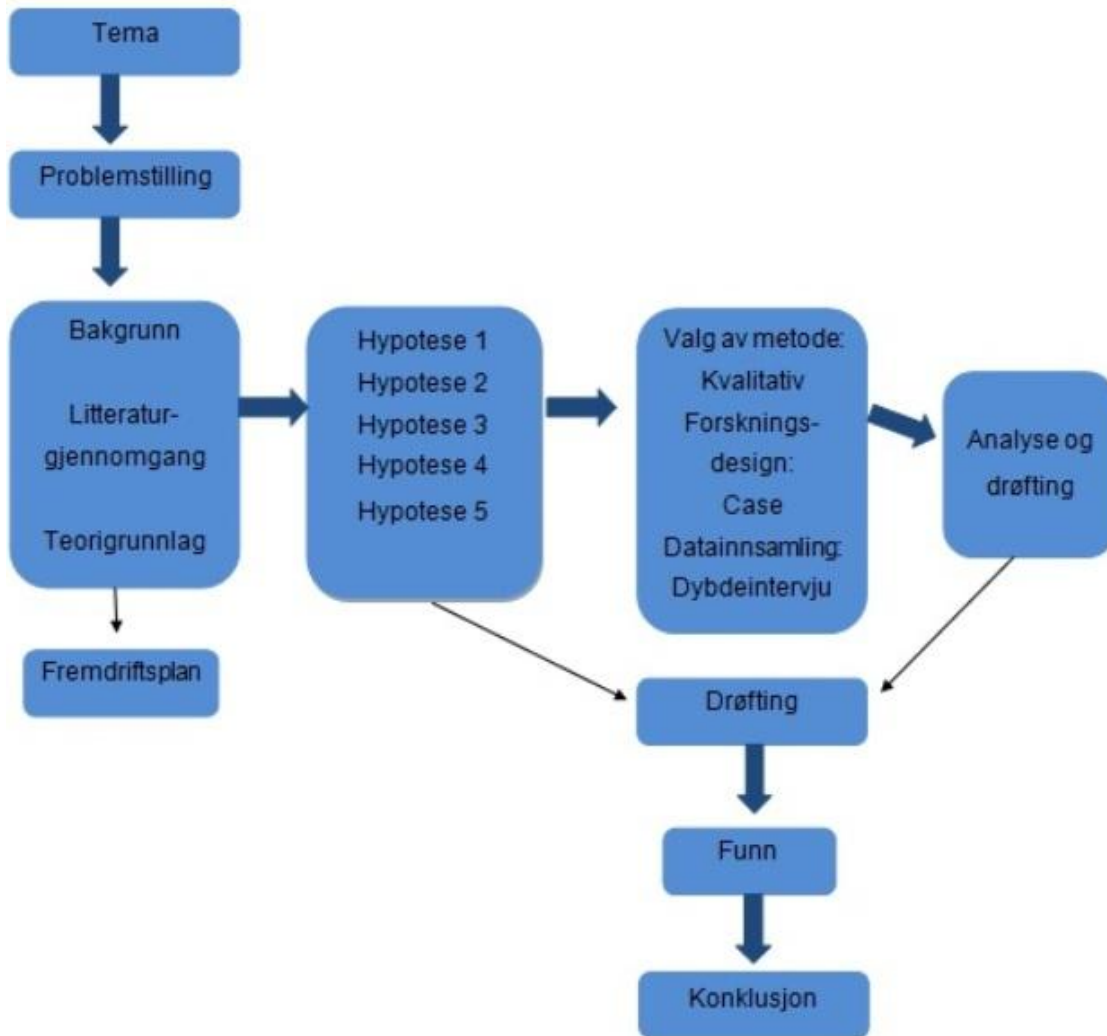 Tema
Problemstilling
Bakgrunn
Litteratur-
gjennomgang
Teorigrunnlag
Fremdriftsplan
Hypotese 1
Hypotese 2
Hypotese 3
Hypotese 4
Hypotese 5
Valg av metode:
Kvalitativ
Forsknings-
design:
Case
Datainnsamling:
Dybdeintervju
Analyse og
drøfting
Drøfting
Funn
Konklusjon